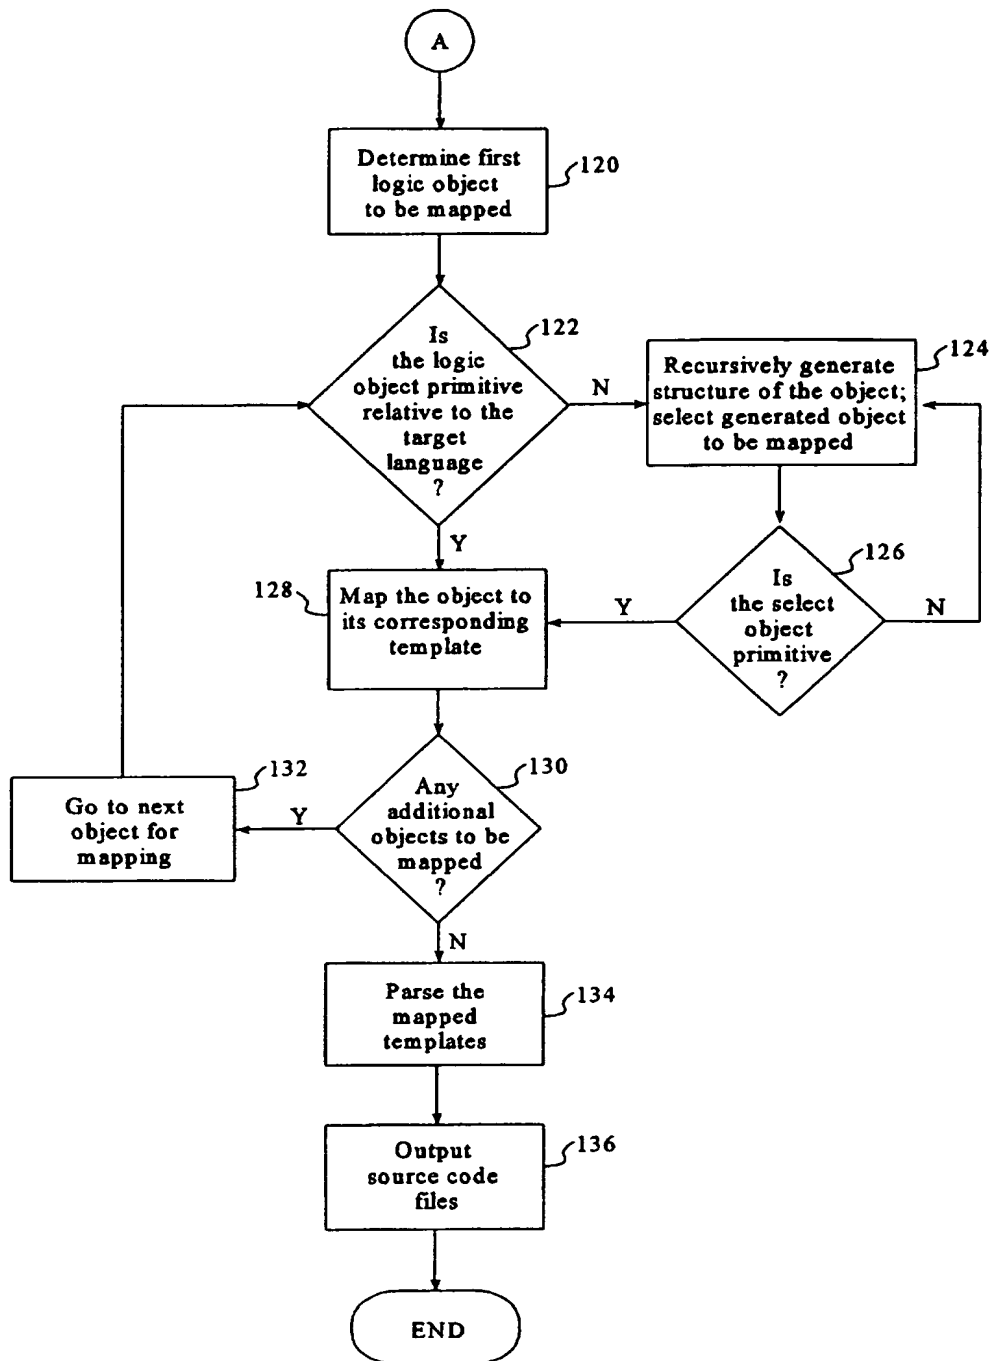 A
Determine first
logic object
to be mapped
120
Is
the logic
object primitive
relative to the
target
language
?
122
N
Recursively generate
structure of the object;
select generated object
to be mapped
124
Y
Is
the select
object
primitive
?
126
Y
N
128
Map the object to
its corresponding
template
Any
additional
objects to be
mapped
?
130
Y
132
Go to next
object for
mapping
N
Parse the
mapped
templates
134
Output
source code
files
136
END